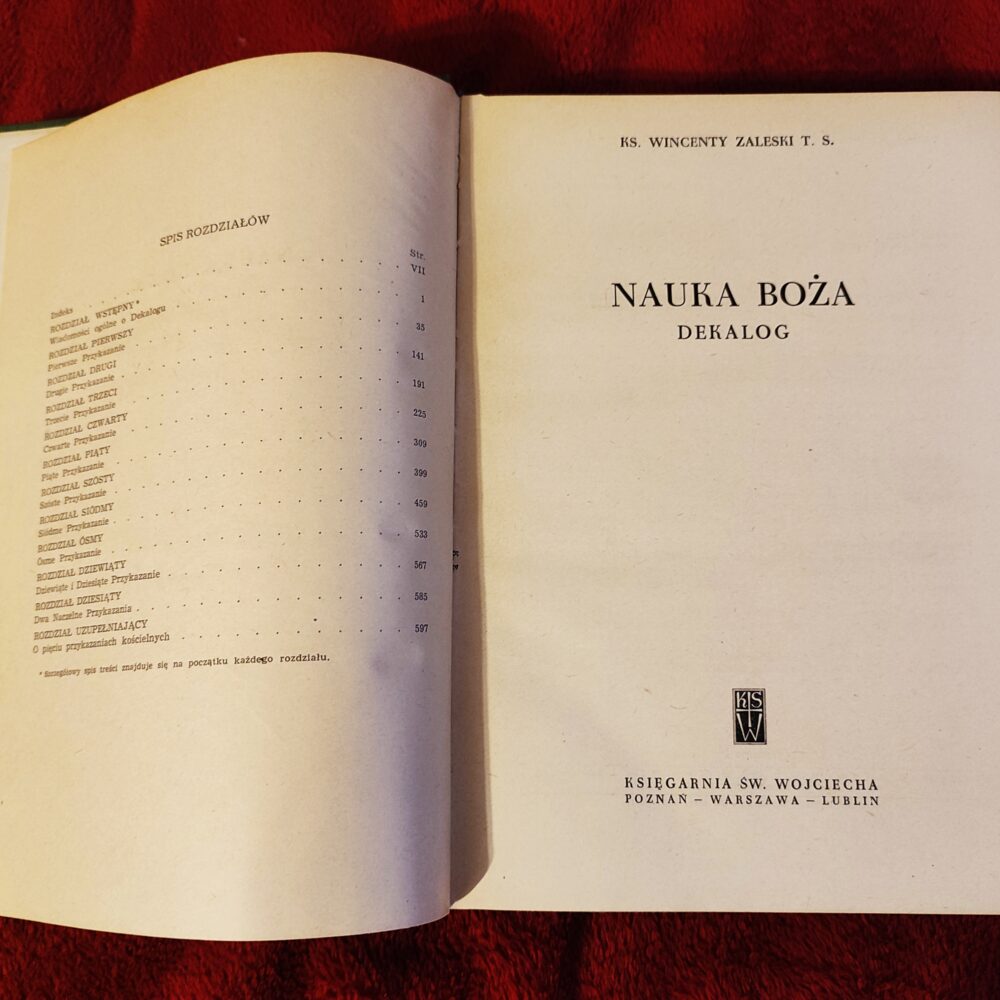 SPIS ROZDZIAŁÓW
Str.
Indeks . . . . . . . . . . . . VII
ROZDZIAŁ WSTĘPNY*
Wiadomości ogólne o Dekalogu . . . . . . . . 1
ROZDZIAŁ PIERWSZY
Pierwsze Przykazanie . . . . . . . . . . 35
ROZDZIAŁ DRUGI
Drugie Przykazanie . . . . . . . . . . 141
ROZDZIAŁ TRZECI
Trzecie Przykazanie . . . . . . . . . . 191
ROZDZIAŁ CZWARTY
Czwarte Przykazanie . . . . . . . . . . 225
ROZDZIAŁ PIĄTY
Piąte Przykazanie . . . . . . . . . . 309
ROZDZIAŁ SZÓSTY
Szóste Przykazanie . . . . . . . . . . 399
ROZDZIAŁ SIÓDMY
Siódme Przykazanie . . . . . . . . . . 459
ROZDZIAŁ ÓSMY
Ósme Przykazanie . . . . . . . . . . 533
ROZDZIAŁ DZIEWIĄTY
Dziewiąte i Dziesiąte Przykazanie . . . . . . . . 567
ROZDZIAŁ DZIESIĄTY
Dwa Naczelne Przykazania . . . . . . . . . 585
ROZDZIAŁ UZUPEŁNIAJĄCY
O pięciu przykazaniach kościelnych . . . . . . . . 597
* Szczegółowy spis treści znajduje się na początku każdego rozdziału.
KS. WINCENTY ZALESKI T. S.
NAUKA BOŻA
DEKALOG
KS
W
KSIĘGARNIA ŚW. WOJCIECHA
POZNAŃ – WARSZAWA – LUBLIN